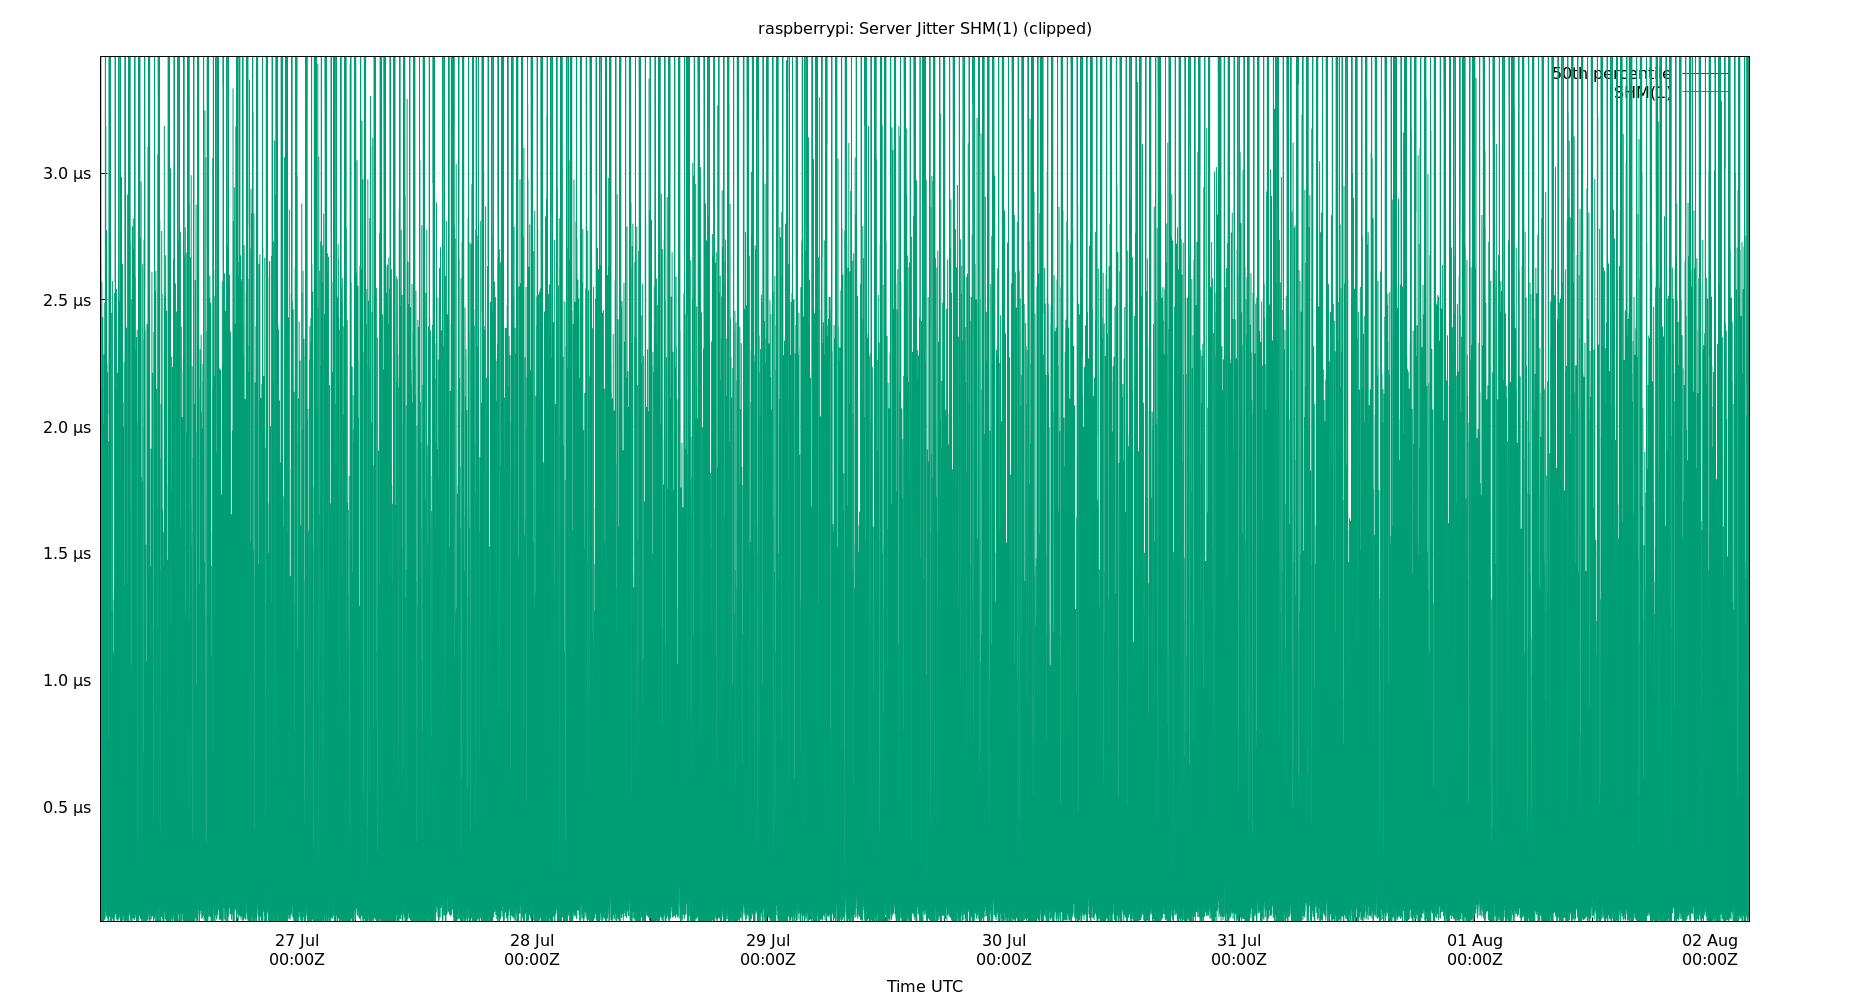 raspberrypi: Server Jitter SHM(1) (clipped)
50th percentile
SHM(1)
3.0 μs
2.5 μs
2.0 μs
1.5 μs
1.0 μs
0.5 μs
27 Jul 28 Jul 29 Jul 30 Jul 31 Jul 01 Aug 02 Aug
00:00Z 00:00Z 00:00Z 00:00Z 00:00Z 00:00Z 00:00Z
Time UTC